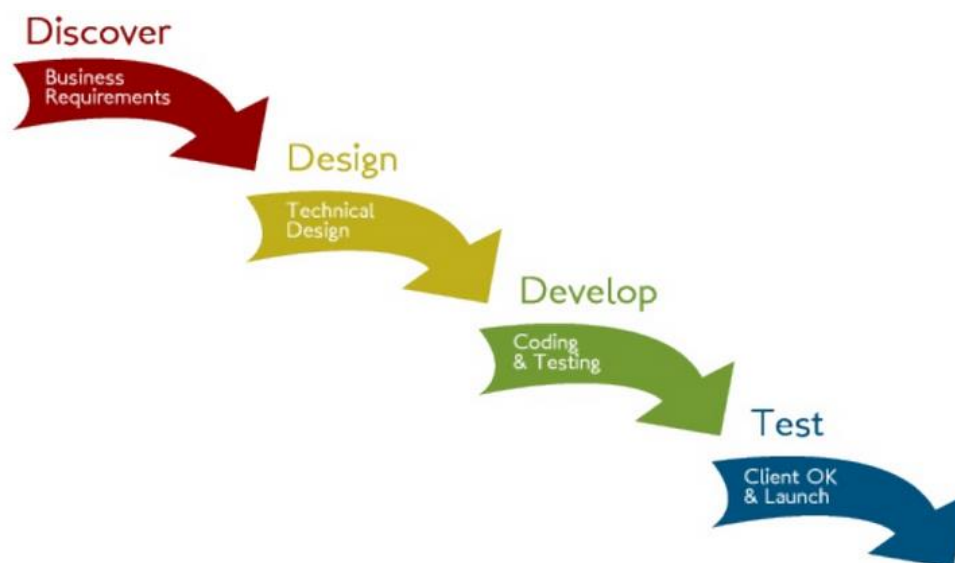 Discover
Business
Requirements
Design
Technical
Design
Develop
Coding
& Testing
Test
Client OK
& Launch